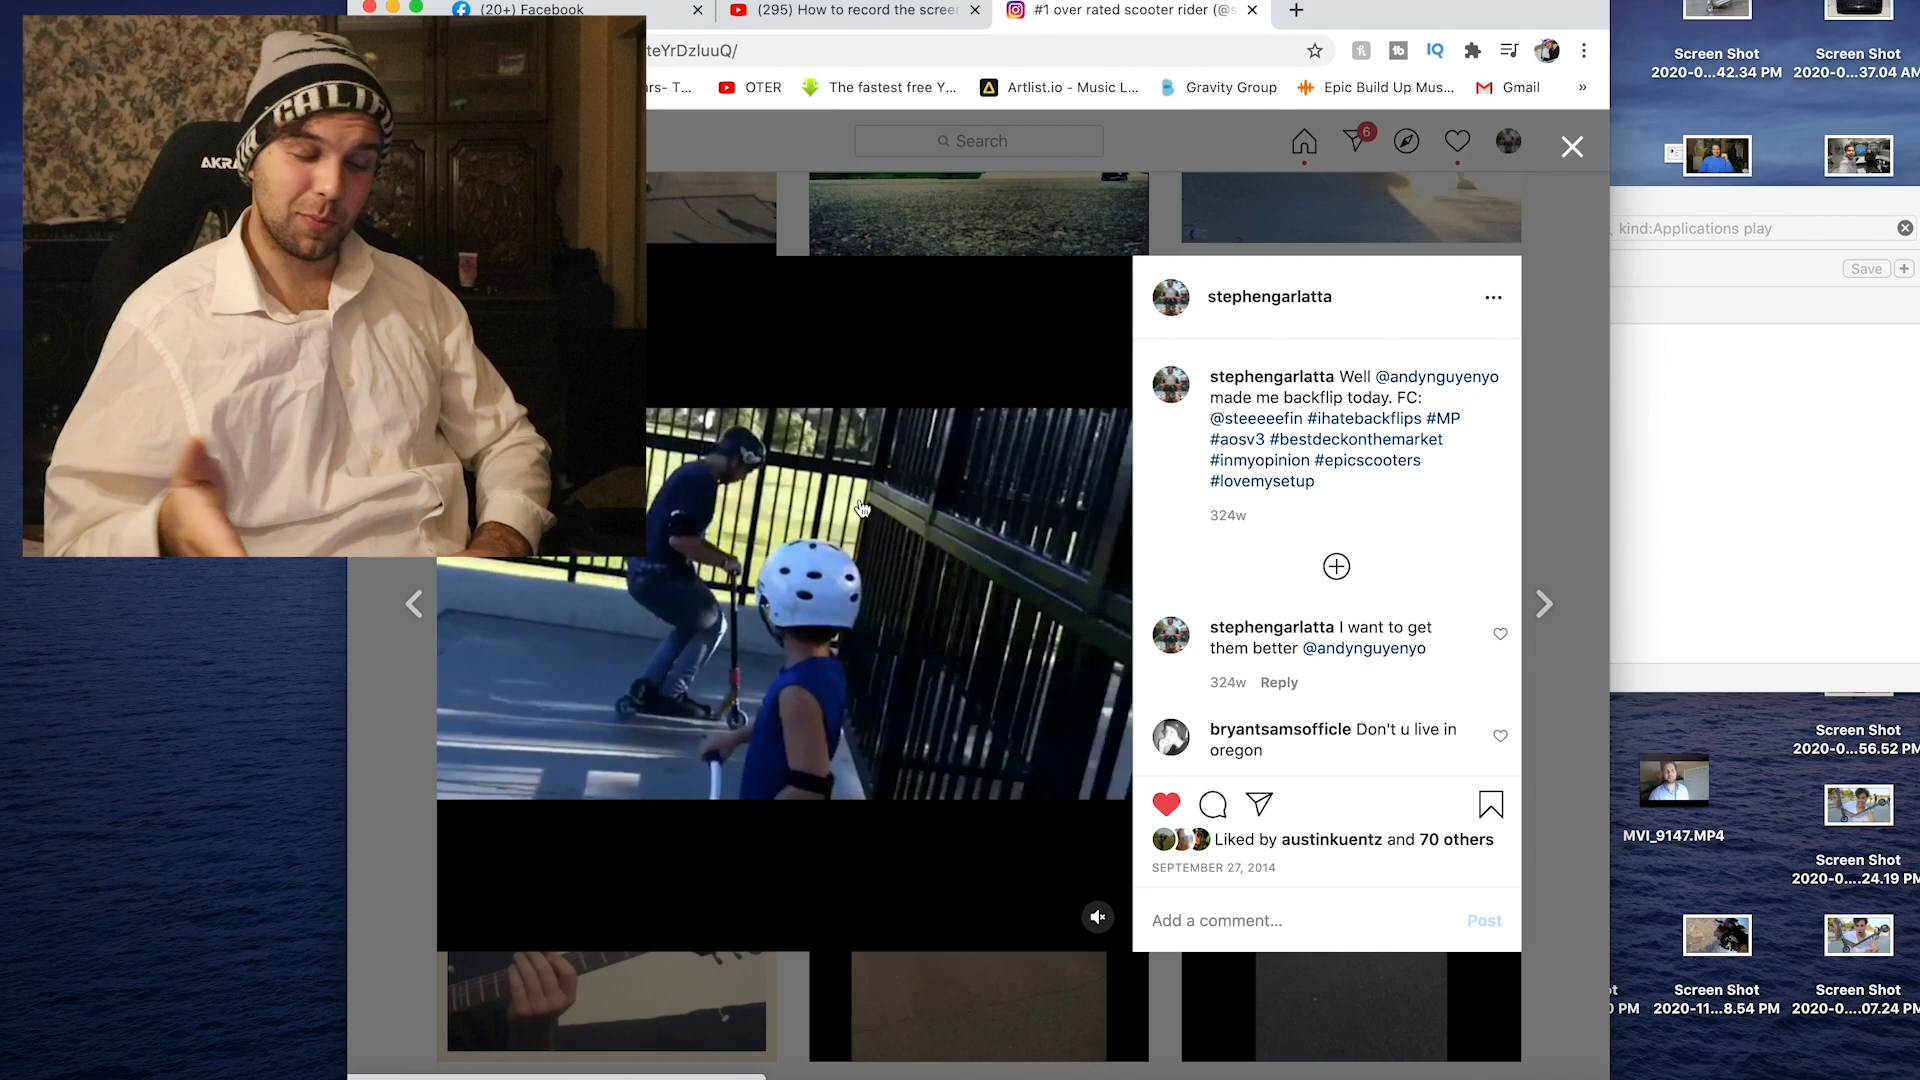 (20+) Facebook
(295) How to record the screen
#1 over rated scooter rider (@s
teYrDzluuQ/
IQ
rs- T...
OTER
The fastest free Y...
Artlist.io - Music L...
Gravity Group
Epic Build Up Mus...
Gmail
»
Search
6
AKRA
CALIF
stephengarlatta
stephengarlatta Well @andynguyenyo
made me backflip today. FC:
@steeeeefin #ihatebackflips #MP
#aosv3 #bestdeckonthemarket
#inmyopinion #epicscooters
#lovemysetup
324w
stephengarlatta I want to get
them better @andynguyenyo
324w Reply
bryantsamsofficle Don't u live in
oregon
Liked by austinkuentz and 70 others
SEPTEMBER 27, 2014
Add a comment...
Post
Screen Shot
2020-0...42.34 PM
Screen Shot
2020-0...37.04 AM
kind:Applications play
Save
Screen Shot
2020-0...56.52 PM
MVI_9147.MP4
Screen Shot
2020-0....24.19 PM
Screen Shot
2020-11...8.54 PM
Screen Shot
2020-0....07.24 PM